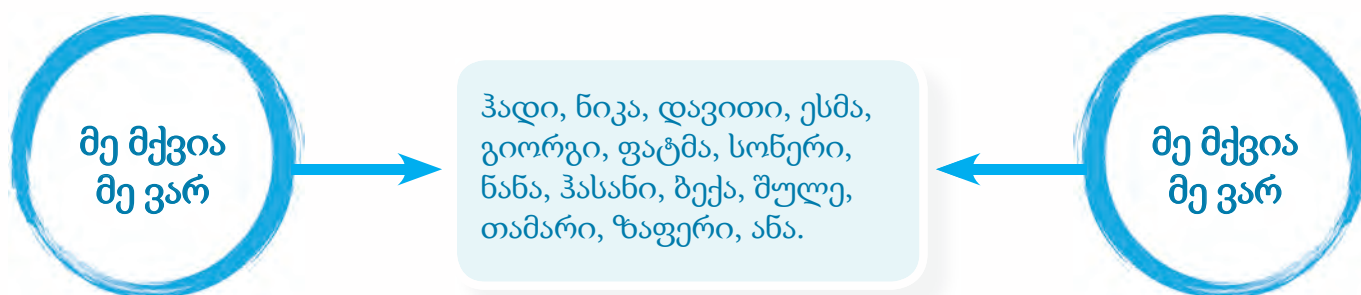 მე მქვია
მე ვარ
ჰადი, ნიკა, დავითი, ესმა,
გიორგი, ფატმა, სონერი,
ნანა, ჰასანი, ბექა, შულე,
თამარი, ზაფერი, ანა.
მე მქვია
მე ვარ